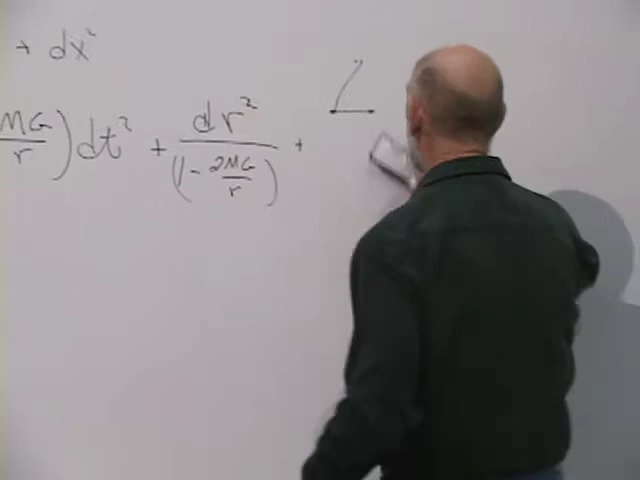 + dx²
MG/r) dt² + dr²/(1 - 2MG/r) +